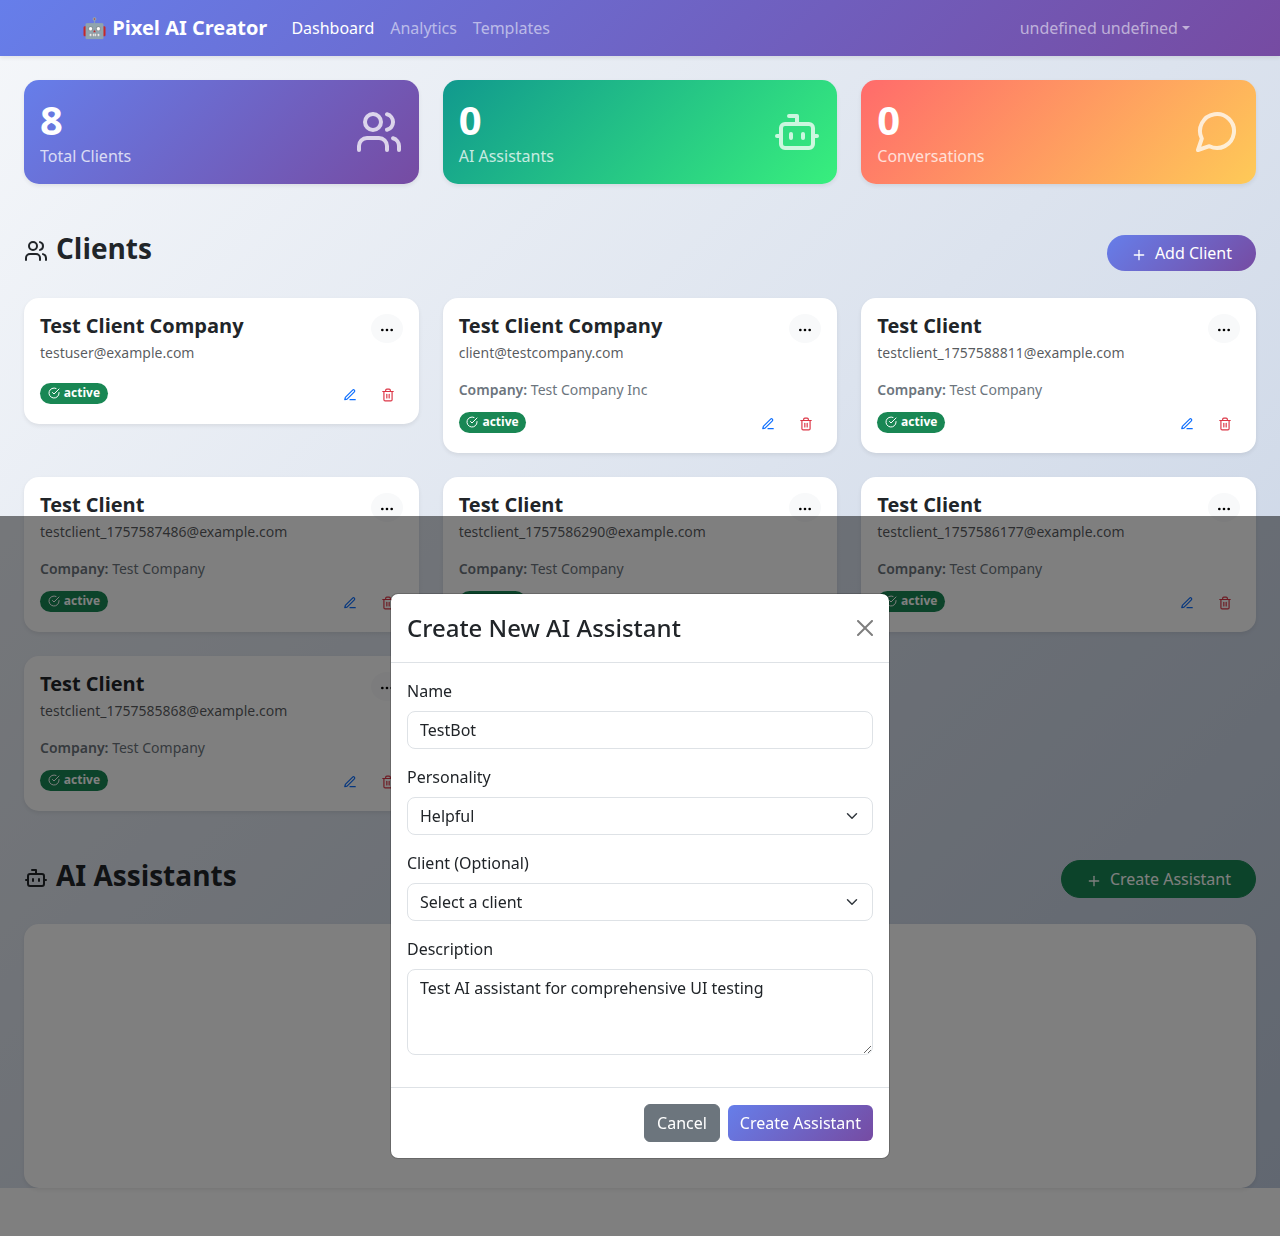 🤖 Pixel AI Creator Dashboard Analytics Templates undefined undefined
8
Total Clients
0
AI Assistants
0
Conversations
Clients
+ Add Client
Test Client Company
testuser@example.com
active
Test Client Company
client@testcompany.com
Company: Test Company Inc
active
Test Client
testclient_1757588811@example.com
Company: Test Company
active
Test Client
testclient_1757587486@example.com
Company: Test Company
active
Test Client
testclient_1757586290@example.com
Company: Test Company
Test Client
testclient_1757586177@example.com
Company: Test Company
active
Test Client
testclient_1757585868@example.com
Company: Test Company
active
AI Assistants
+ Create Assistant
Create New AI Assistant
Name
TestBot
Personality
Helpful
Client (Optional)
Select a client
Description
Test AI assistant for comprehensive UI testing
Cancel
Create Assistant